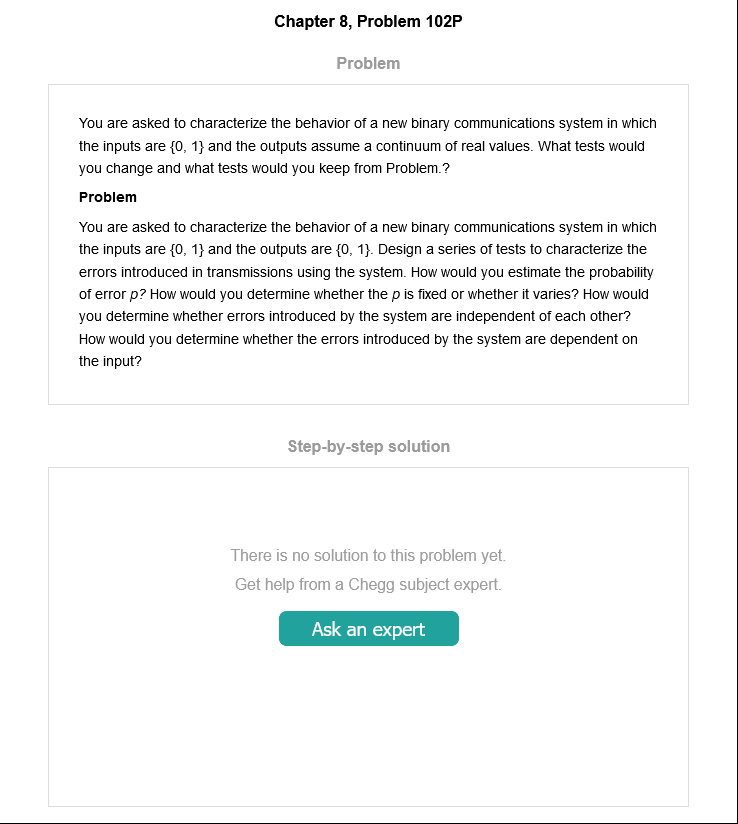 Chapter 8, Problem 102P
Problem
You are asked to characterize the behavior of a new binary communications system in which
the inputs are {0, 1} and the outputs assume a continuum of real values. What tests would
you change and what tests would you keep from Problem.?
Problem
You are asked to characterize the behavior of a new binary communications system in which
the inputs are {0, 1} and the outputs are {0, 1}. Design a series of tests to characterize the
errors introduced in transmissions using the system. How would you estimate the probability
of error p? How would you determine whether the p is fixed or whether it varies? How would
you determine whether errors introduced by the system are independent of each other?
How would you determine whether the errors introduced by the system are dependent on
the input?
Step-by-step solution
There is no solution to this problem yet.
Get help from a Chegg subject expert.
Ask an expert